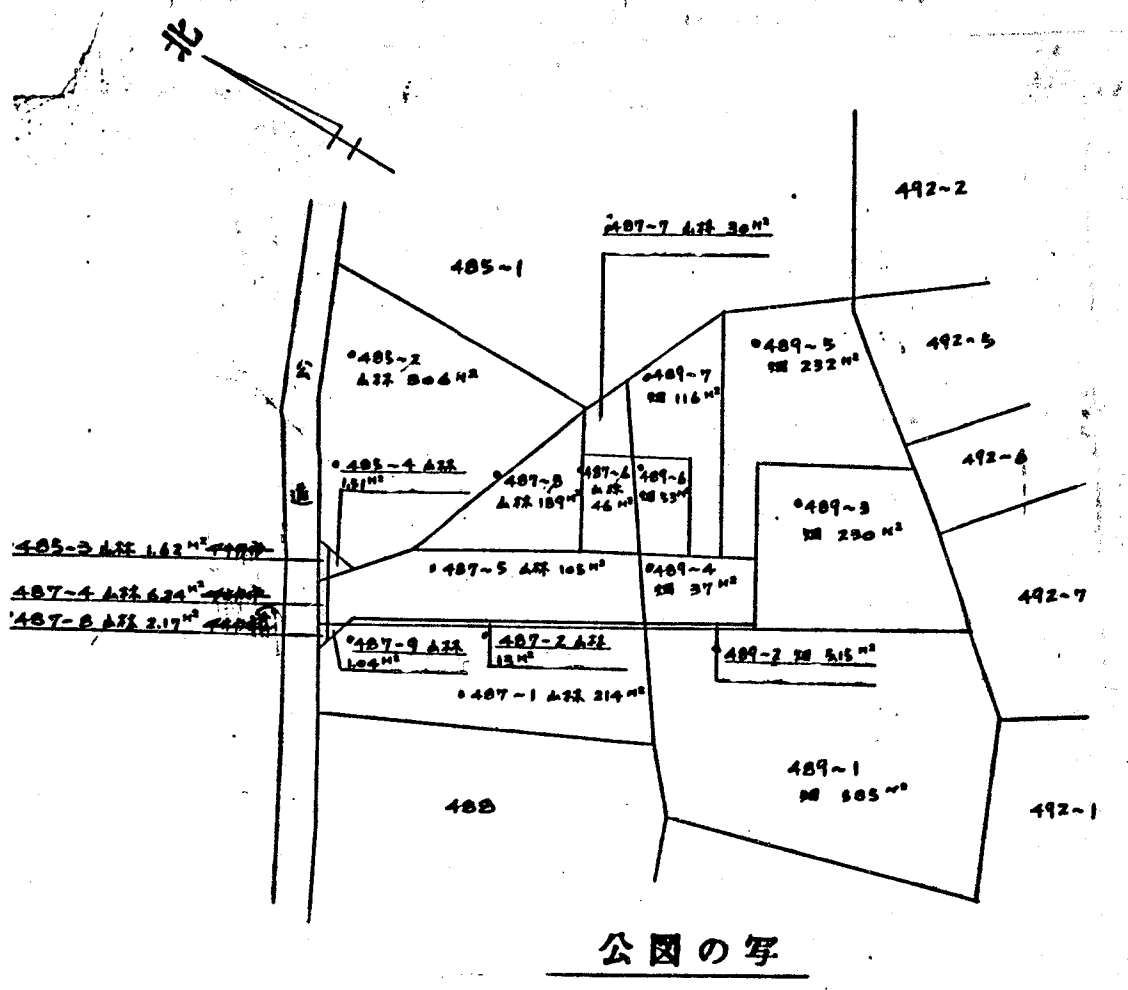 北
492~2
487~7 山林 30M²
485~1
公道
485~2
山林 806M²
489~7
畑 116M²
489~5
畑 232M²
492~5
485~4 山林
1.31M²
487~3
山林 189M²
487~6
山林
46M²
489~6
畑 33M²
492~6
489~3
畑 230M²
485-3 山林 1.62M²
487~5 山林 105M²
489~4
畑 37M²
487-4 山林 6.24M²
492~7
487-8 山林 2.17M²
487-9 山林
1.04M²
487-2 山林
13M²
489-2 畑 5.15M²
487~1 山林 214M²
489~1
畑 585M²
488
492~1
公図の写